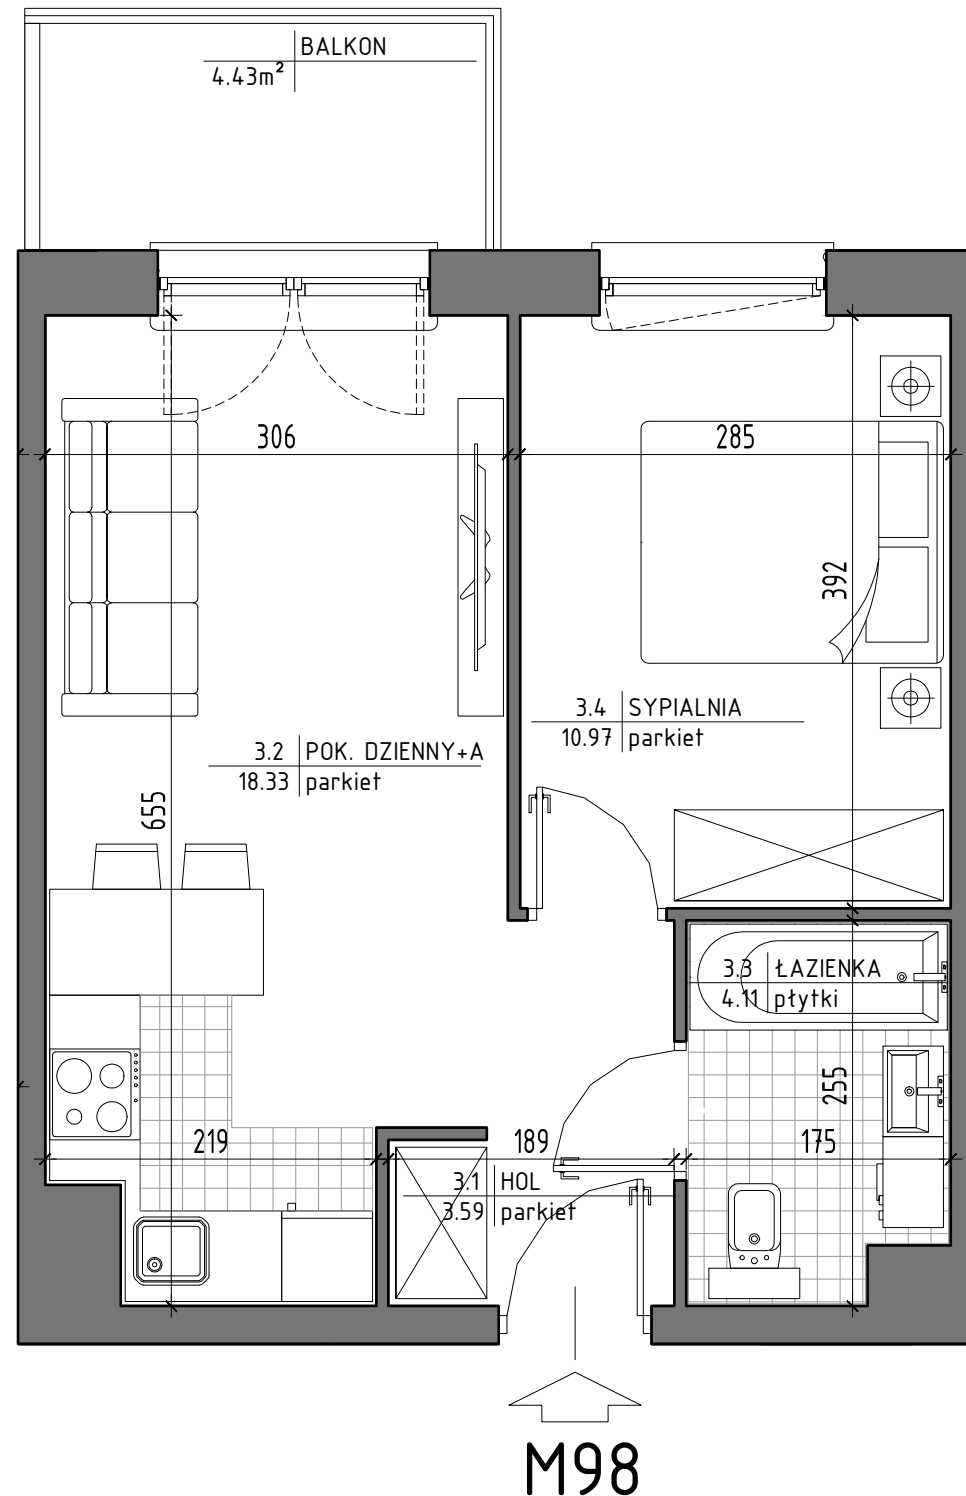 BALKON
4.43m²
306
285
392
3.4 SYPIALNIA
10.97 parkiet
3.2 POK. DZIENNY+A
18.33 parkiet
655
3.3 ŁAZIENKA
4.11 płytki
255
219
189
175
3.1 HOL
3.59 parkiet
M98